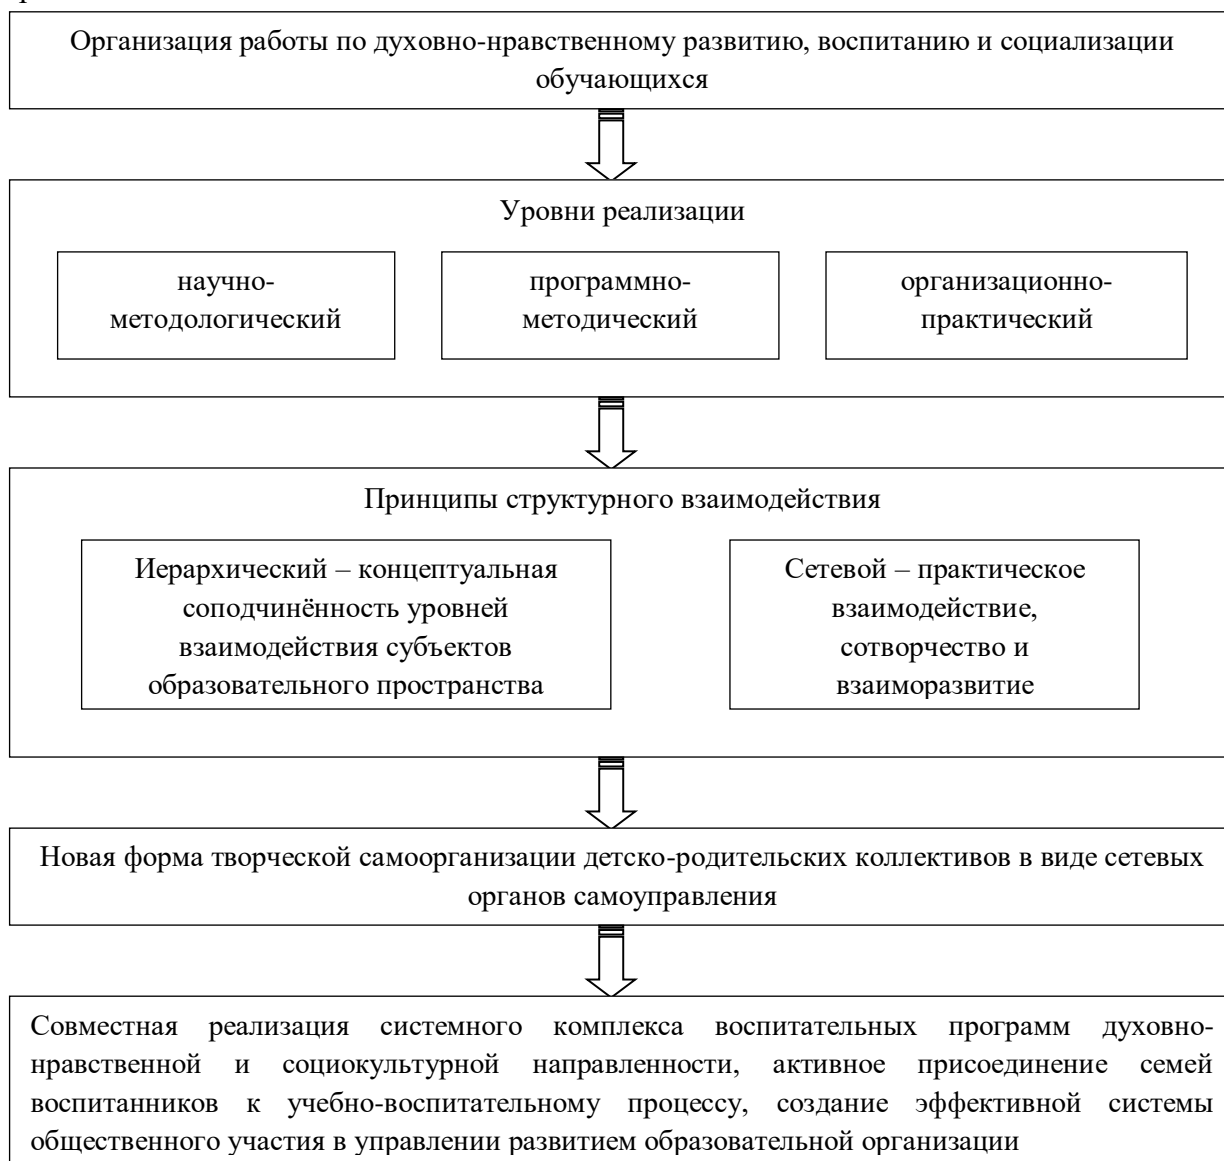 Организация работы по духовно-нравственному развитию, воспитанию и социализации
обучающихся
Уровни реализации
научно-
методологический
программно-
методический
организационно-
практический
Принципы структурного взаимодействия
Иерархический – концептуальная
соподчинённость уровней
взаимодействия субъектов
образовательного пространства
Сетевой – практическое
взаимодействие,
сотворчество и
взаиморазвитие
Новая форма творческой самоорганизации детско-родительских коллективов в виде сетевых
органов самоуправления
Совместная реализация системного комплекса воспитательных программ духовно-
нравственной и социокультурной направленности, активное присоединение семей
воспитанников к учебно-воспитательному процессу, создание эффективной системы
общественного участия в управлении развитием образовательной организации